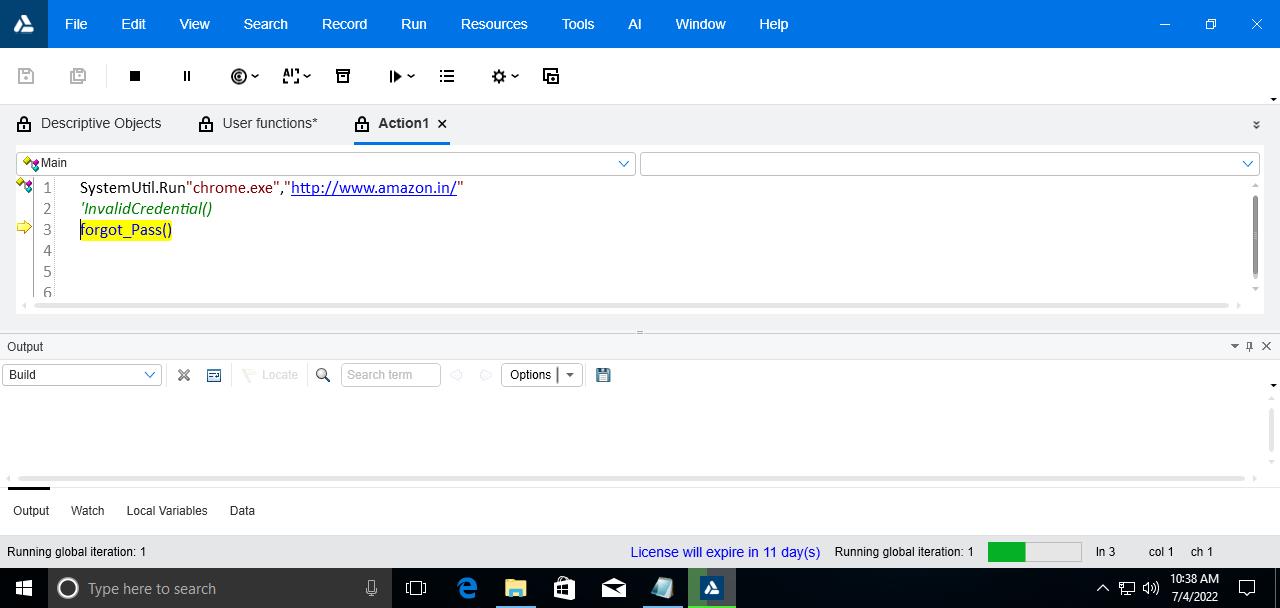 File Edit View Search Record Run Resources Tools AI Window Help
Descriptive Objects User functions* Action1
Main
1 SystemUtil.Run"chrome.exe","http://www.amazon.in/"
2 'InvalidCredential()
3 forgot_Pass()
4
5
6
Output
Build Locate Search term Options
Output Watch Local Variables Data
Running global iteration: 1 License will expire in 11 day(s) Running global iteration: 1 ln 3 col 1 ch 1
Type here to search 10:38 AM
7/4/2022